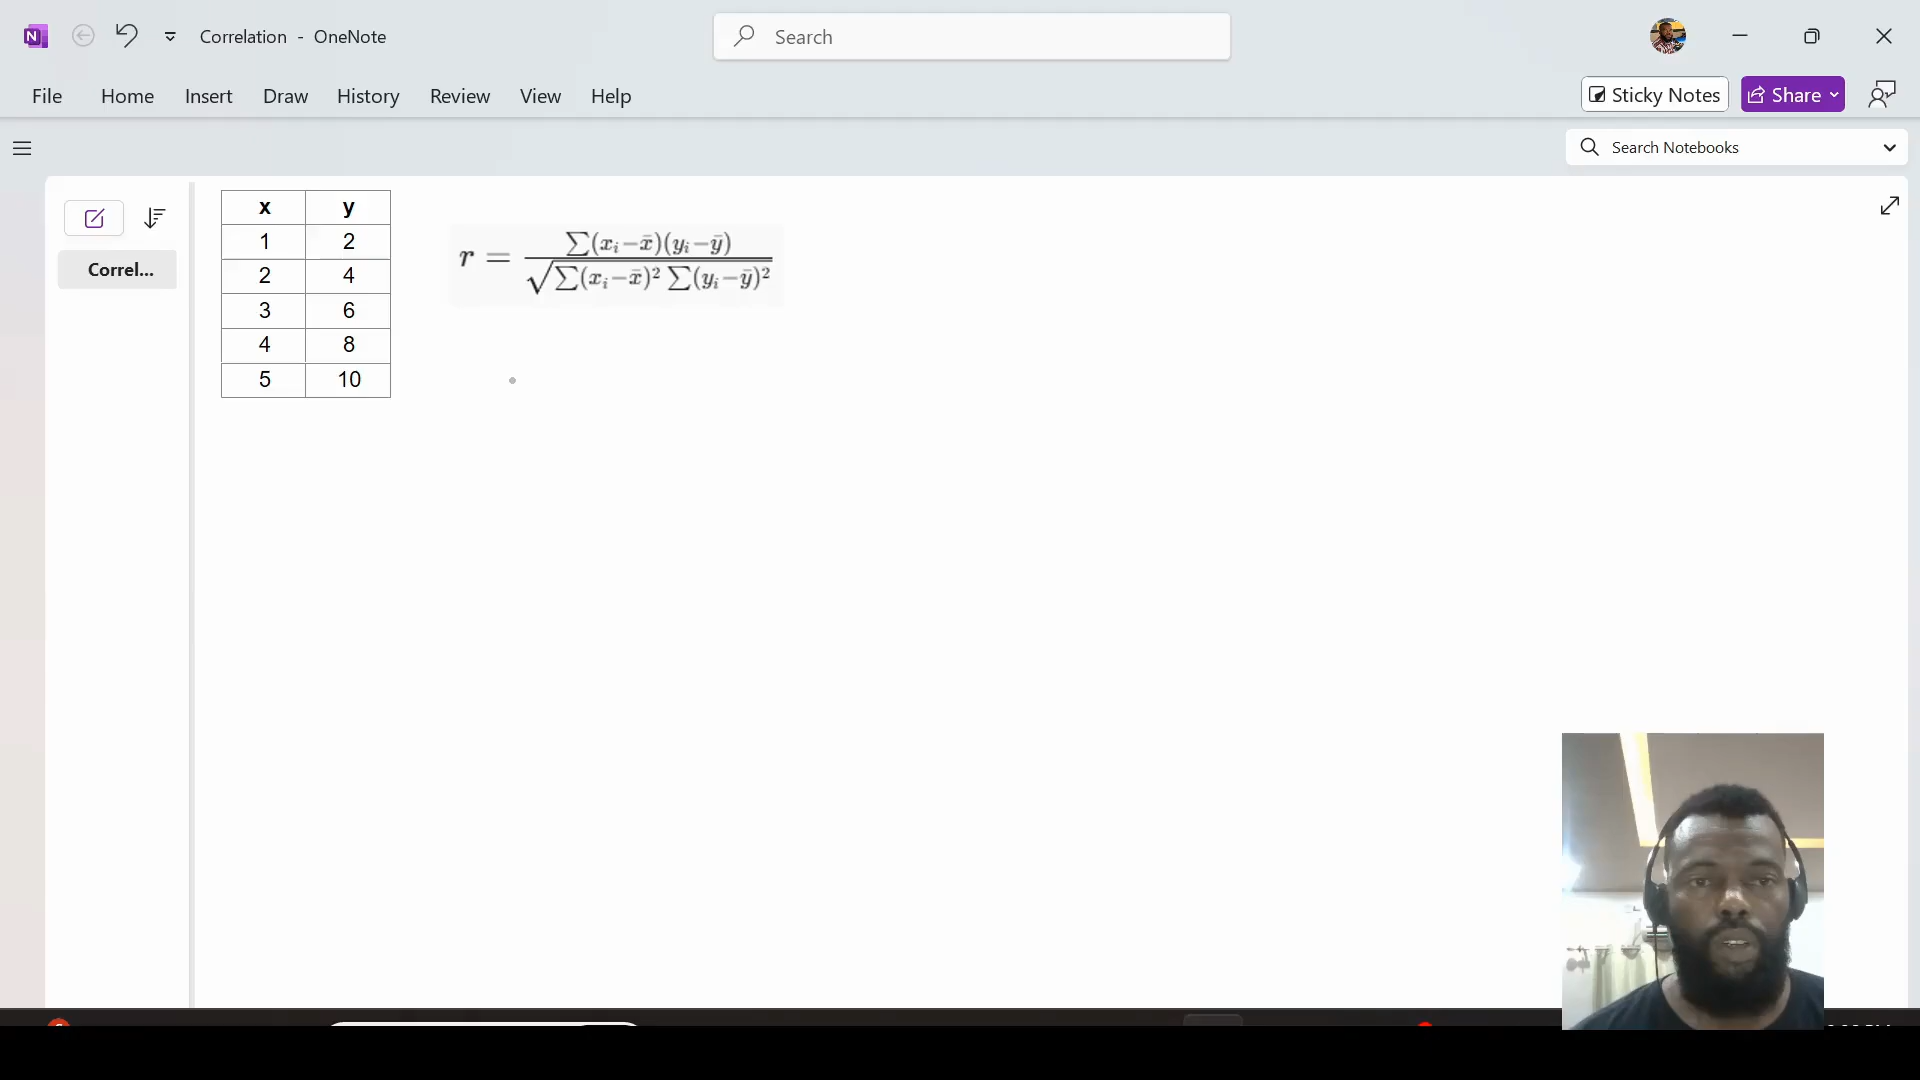 Correlation - OneNote
Search
File Home Insert Draw History Review View Help
Sticky Notes
Share
Search Notebooks
Correl...
x y
1 2
2 4
3 6
4 8
5 10
r = ∑(xᵢ−x̄)(yᵢ−ȳ) / √∑(xᵢ−x̄)² ∑(yᵢ−ȳ)²